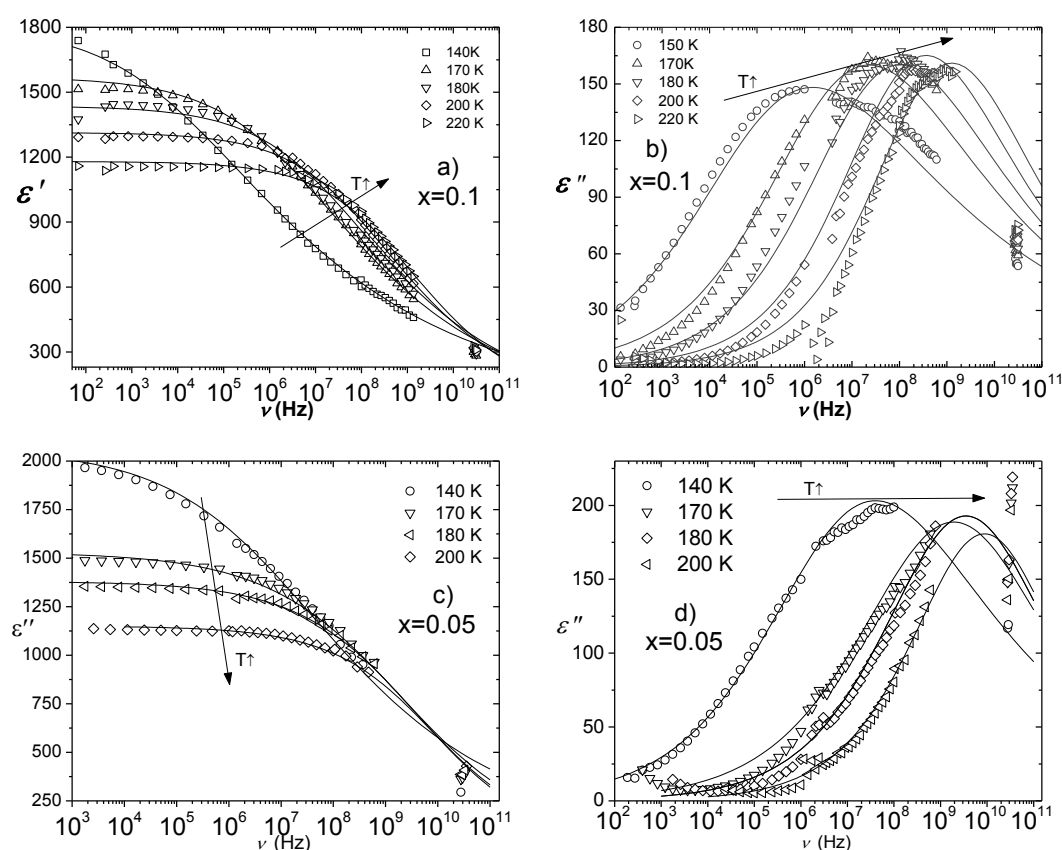 1800
1500
1200
900
600
300
ε'
140K
170 K
180K
200 K
220 K
a)
x=0.1
T↑
10² 10³ 10⁴ 10⁵ 10⁶ 10⁷ 10⁸ 10⁹ 10¹⁰ 10¹¹
ν (Hz)
180
150
120
90
60
30
0
ε''
150 K
170K
180 K
200 K
220 K
T↑
b)
x=0.1
10² 10³ 10⁴ 10⁵ 10⁶ 10⁷ 10⁸ 10⁹ 10¹⁰ 10¹¹
ν (Hz)
2000
1750
1500
1250
1000
750
500
250
ε''
140 K
170 K
180 K
200 K
c)
x=0.05
T↑
10³ 10⁴ 10⁵ 10⁶ 10⁷ 10⁸ 10⁹ 10¹⁰ 10¹¹
ν (Hz)
200
150
100
50
0
ε''
T↑
140 K
170 K
180 K
200 K
d)
x=0.05
10² 10³ 10⁴ 10⁵ 10⁶ 10⁷ 10⁸ 10⁹ 10¹⁰ 10¹¹
ν (Hz)